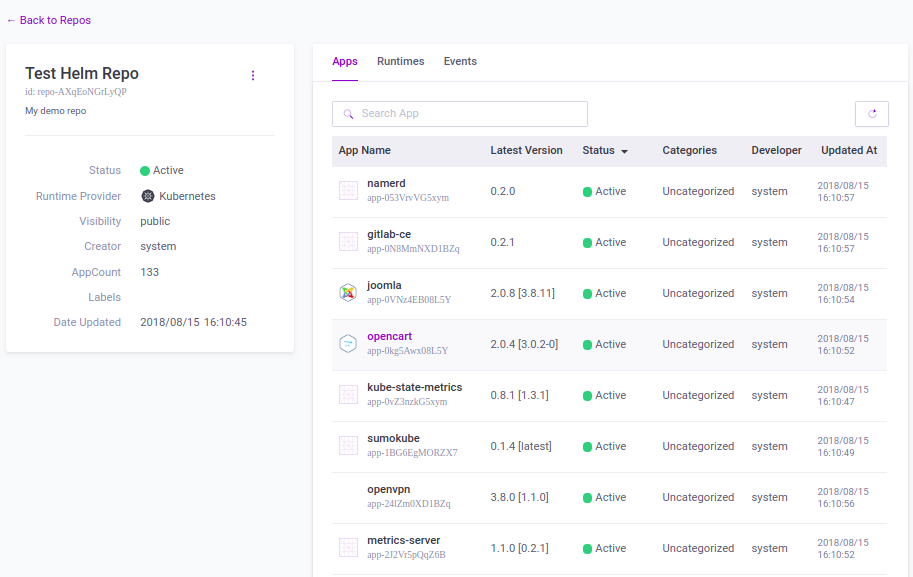 ← Back to Repos
Test Helm Repo
id: repo-AXqEoNGrLyQP
My demo repo
Status Active
Runtime Provider Kubernetes
Visibility public
Creator system
AppCount 133
Labels
Date Updated 2018/08/15 16:10:45
Apps Runtimes Events
Search App
App Name Latest Version Status Categories Developer Updated At
namerd
app-053VrvVG5xym
0.2.0 Active Uncategorized system
2018/08/15
16:10:57
gitlab-ce
app-0N8MmNXD1BZq
0.2.1 Active Uncategorized system
2018/08/15
16:10:57
joomla
app-0VNz4EB08L5Y
2.0.8 [3.8.11] Active Uncategorized system
2018/08/15
16:10:54
opencart
app-0kg5Awx08L5Y
2.0.4 [3.0.2-0] Active Uncategorized system
2018/08/15
16:10:52
kube-state-metrics
app-0vZ3nzkG5xym
0.8.1 [1.3.1] Active Uncategorized system
2018/08/15
16:10:47
sumokube
app-1BG6EgMORZX7
0.1.4 [latest] Active Uncategorized system
2018/08/15
16:10:49
openvpn
app-24lZm0XD1BZq
3.8.0 [1.1.0] Active Uncategorized system
2018/08/15
16:10:56
metrics-server
app-2J2Vr5pQqZ6B
1.1.0 [0.2.1] Active Uncategorized system
2018/08/15
16:10:52